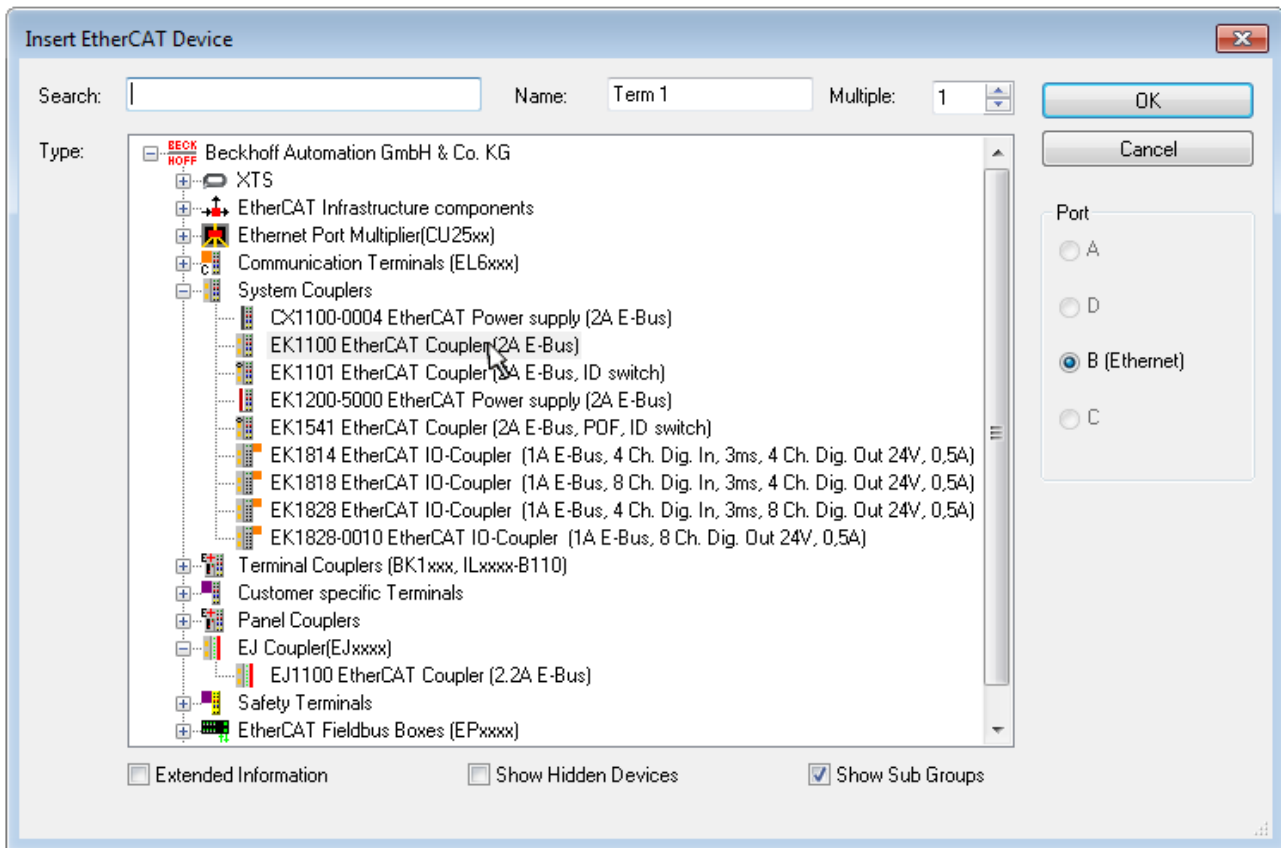 Insert EtherCAT Device
Search: Name: Term 1 Multiple: 1 OK
Type: Cancel
BECK
HOFF Beckhoff Automation GmbH & Co. KG
XTS
EtherCAT Infrastructure components
Ethernet Port Multiplier(CU25xx)
Communication Terminals (EL6xxx)
System Couplers
CX1100-0004 EtherCAT Power supply (2A E-Bus)
EK1100 EtherCAT Coupler (2A E-Bus)
EK1101 EtherCAT Coupler (2A E-Bus, ID switch)
EK1200-5000 EtherCAT Power supply (2A E-Bus)
EK1541 EtherCAT Coupler (2A E-Bus, POF, ID switch)
EK1814 EtherCAT IO-Coupler (1A E-Bus, 4 Ch. Dig. In, 3ms, 4 Ch. Dig. Out 24V, 0,5A)
EK1818 EtherCAT IO-Coupler (1A E-Bus, 8 Ch. Dig. In, 3ms, 4 Ch. Dig. Out 24V, 0,5A)
EK1828 EtherCAT IO-Coupler (1A E-Bus, 4 Ch. Dig. In, 3ms, 8 Ch. Dig. Out 24V, 0,5A)
EK1828-0010 EtherCAT IO-Coupler (1A E-Bus, 8 Ch. Dig. Out 24V, 0,5A)
Terminal Couplers (BK1xxx, ILxxxx-B110)
Customer specific Terminals
Panel Couplers
EJ Coupler(EJxxxx)
EJ1100 EtherCAT Coupler (2.2A E-Bus)
Safety Terminals
EtherCAT Fieldbus Boxes (EPxxxx)
Port
A
D
B (Ethernet)
C
Extended Information Show Hidden Devices Show Sub Groups